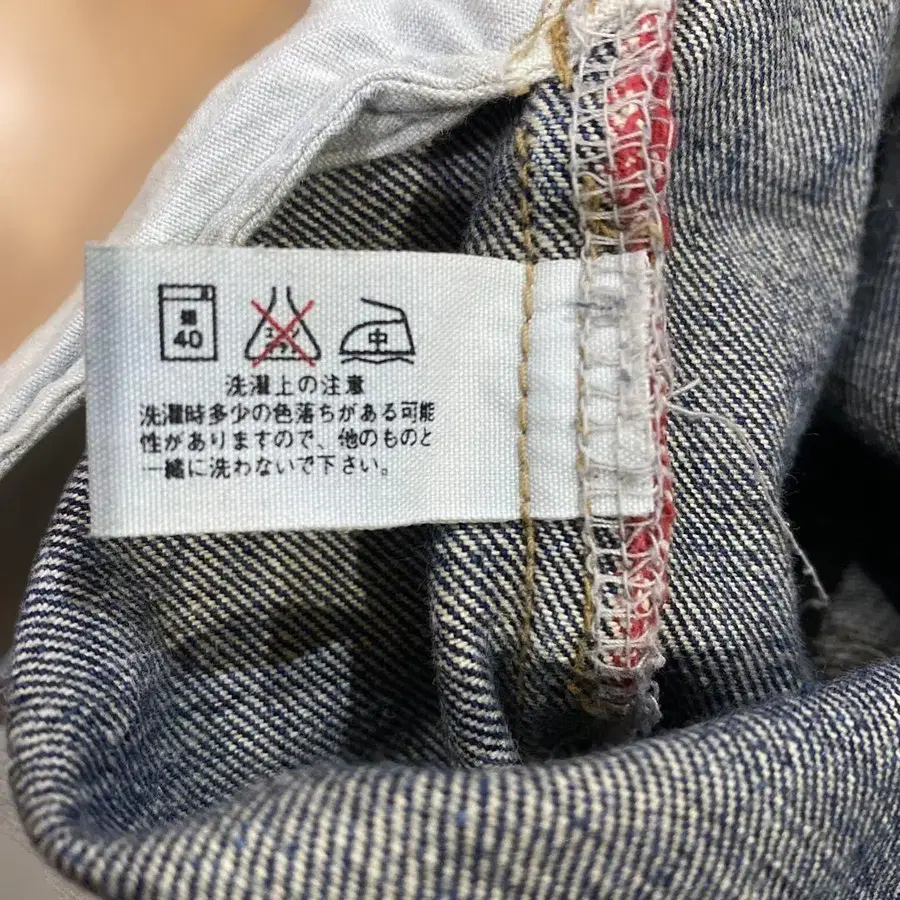 40
中
洗濯上の注意
洗濯時多少の色落ちがある可能
性がありますので、他のものと
一緒に洗わないで下さい。